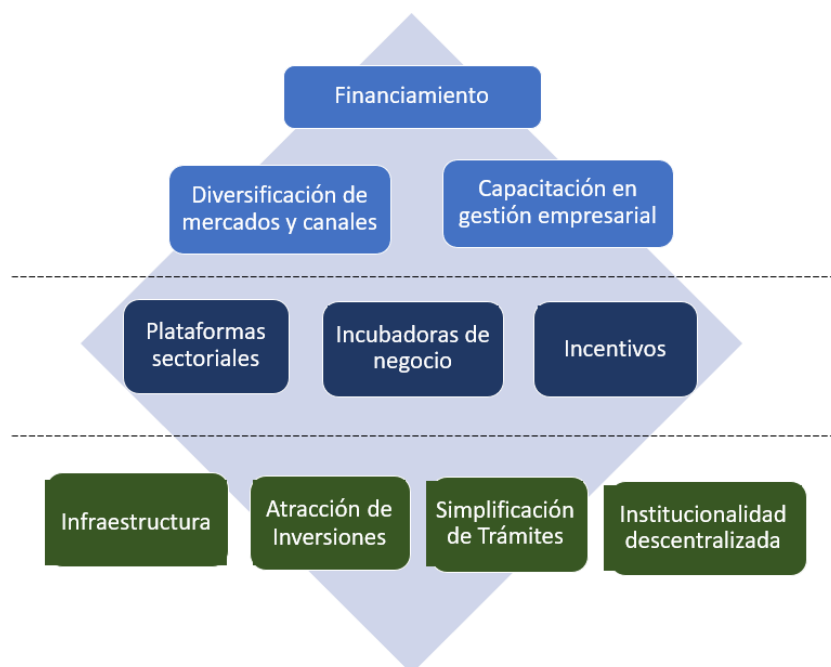 Financiamiento
Diversificación de
mercados y canales
Capacitación en
gestión empresarial
Plataformas
sectoriales
Incubadoras de
negocio
Incentivos
Infraestructura
Atracción de
Inversiones
Simplificación
de Trámites
Institucionalidad
descentralizada